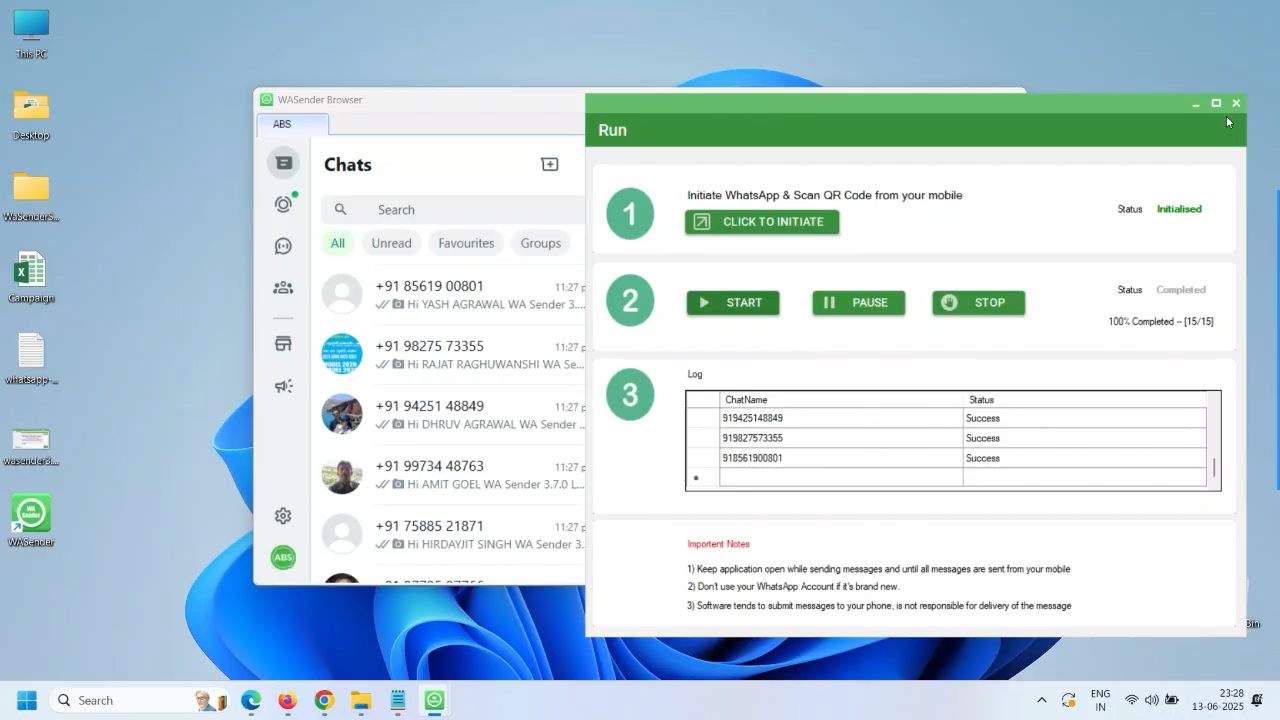 This PC
Desktop
WaSenderS...
Campaign
whatsapp-...
wasenderS...
WA
Sender
WASender
WASender Browser
ABS
Chats
Search
All
Unread
Favourites
Groups
+91 85619 00801
11:27 p
Hi YASH AGRAWAL WA Sender 3....
+91 98275 73355
11:27 p
Hi RAJAT RAGHUWANSHI WA Se...
+91 94251 48849
11:27 p
Hi DHRUV AGRAWAL WA Sender ...
+91 99734 48763
11:27 p
Hi AMIT GOEL WA Sender 3.7.0 L...
+91 75885 21871
11:27 p
Hi HIRDAYJIT SINGH WA Sender 3.
ABS
Run
1
Initiate WhatsApp & Scan QR Code from your mobile
CLICK TO INITIATE
Status Initialised
2
START
PAUSE
STOP
Status Completed
100% Completed -- [15/15]
3
Log
ChatName Status
919425148849 Success
919827573355 Success
918561900801 Success
Importent Notes
1) Keep application open while sending messages and until all messages are sent from your mobile
2) Don't use your WhatsApp Account if it's brand new.
3) Software tends to submit messages to your phone, is not responsible for delivery of the message
Bin
Search
ENG
IN
23:28
13-06-2025